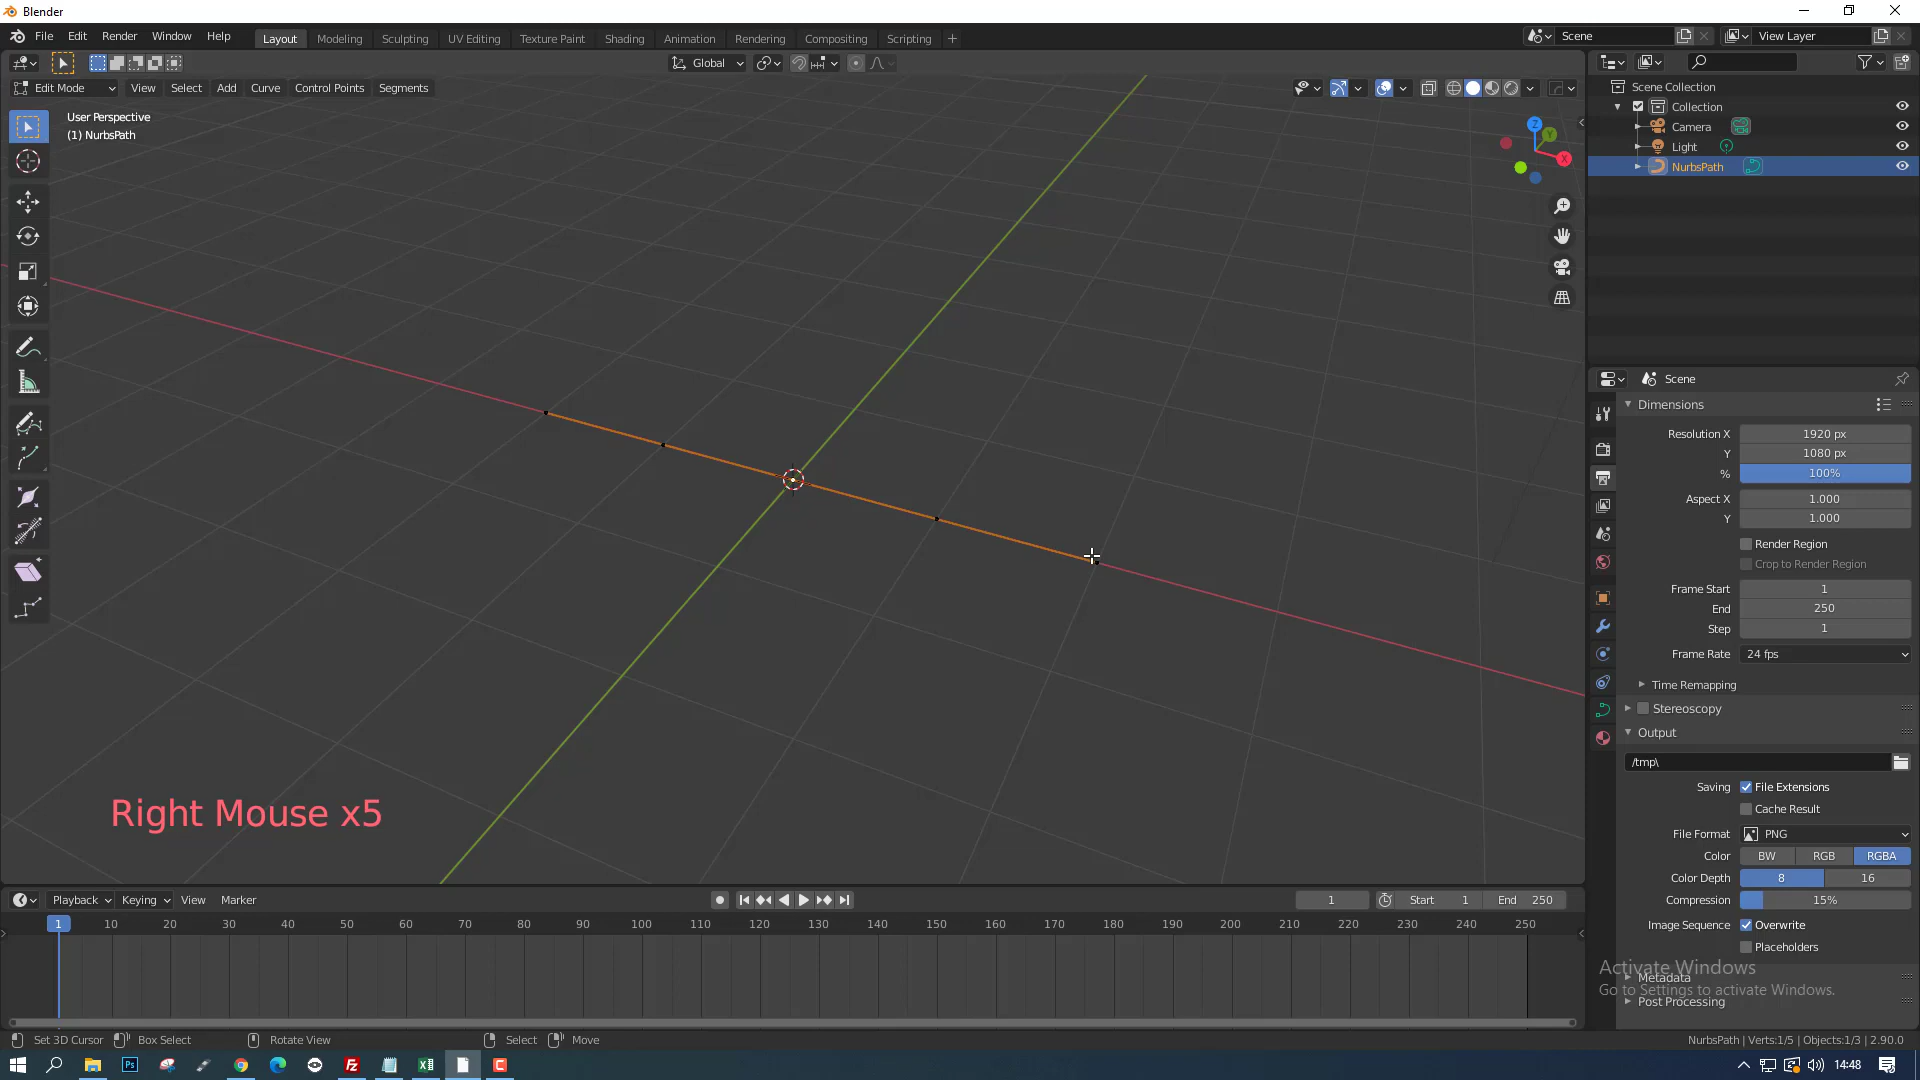 Blender
File Edit Render Window Help
Layout Modeling Sculpting UV Editing Texture Paint Shading Animation Rendering Compositing Scripting +
Scene
View Layer
Global
Edit Mode View Select Add Curve Control Points Segments
User Perspective
(1) NurbsPath
Z
Y
X
Right Mouse x5
Scene Collection
Collection
Camera
Light
NurbsPath
Scene
Dimensions
Resolution X 1920 px
Y 1080 px
% 100%
Aspect X 1.000
Y 1.000
Render Region
Crop to Render Region
Frame Start 1
End 250
Step 1
Frame Rate 24 fps
Time Remapping
Stereoscopy
Output
/tmp\
Saving File Extensions
Cache Result
File Format PNG
Color BW RGB RGBA
Color Depth 8 16
Compression 15%
Image Sequence Overwrite
Placeholders
Metadata
Post Processing
Activate Windows
Go to Settings to activate Windows.
Playback Keying View Marker
1 Start 1 End 250
1 10 20 30 40 50 60 70 80 90 100 110 120 130 140 150 160 170 180 190 200 210 220 230 240 250
Set 3D Cursor Box Select Rotate View Select Move
NurbsPath | Verts:1/5 | Objects:1/3 | 2.90.0
Ps
Fz
14:48